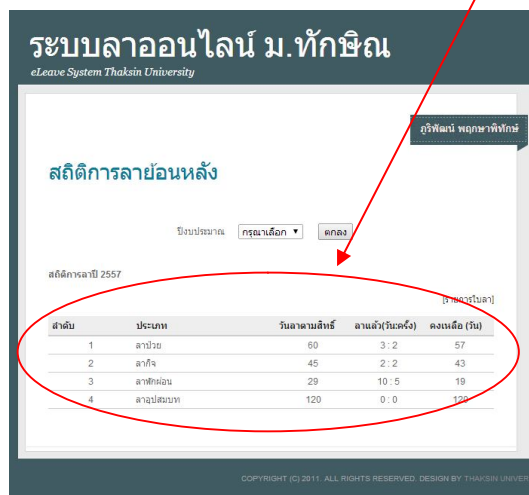 ระบบลาออนไลน์ ม.ทักษิณ
eLeave System Thaksin University
ภูริพัฒน์ พฤกษาพิทักษ์
สถิติการลาย้อนหลัง
ปีงบประมาณ กรุณาเลือก ตกลง
สถิติการลาปี 2557
[รายการใบลา]
ลำดับ ประเภท วันลาตามสิทธิ์ ลาแล้ว(วัน:ครั้ง) คงเหลือ (วัน)
1 ลาป่วย 60 3 : 2 57
2 ลากิจ 45 2 : 2 43
3 ลาพักผ่อน 29 10 : 5 19
4 ลาอุปสมบท 120 0 : 0 120
COPYRIGHT (C) 2011. ALL RIGHTS RESERVED. DESIGN BY THAKSIN UNIVER